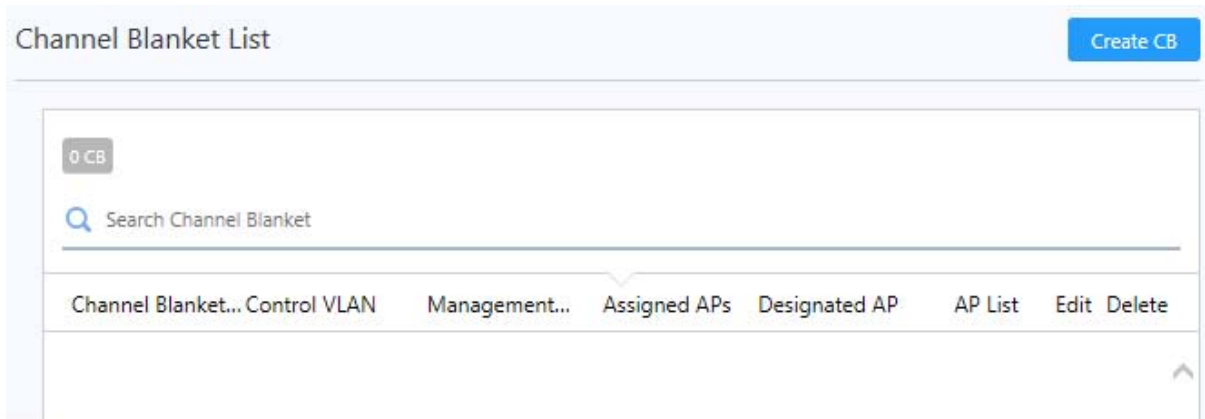 Channel Blanket List Create CB
0 CB
Search Channel Blanket
Channel Blanket... Control VLAN Management... Assigned APs Designated AP AP List Edit Delete